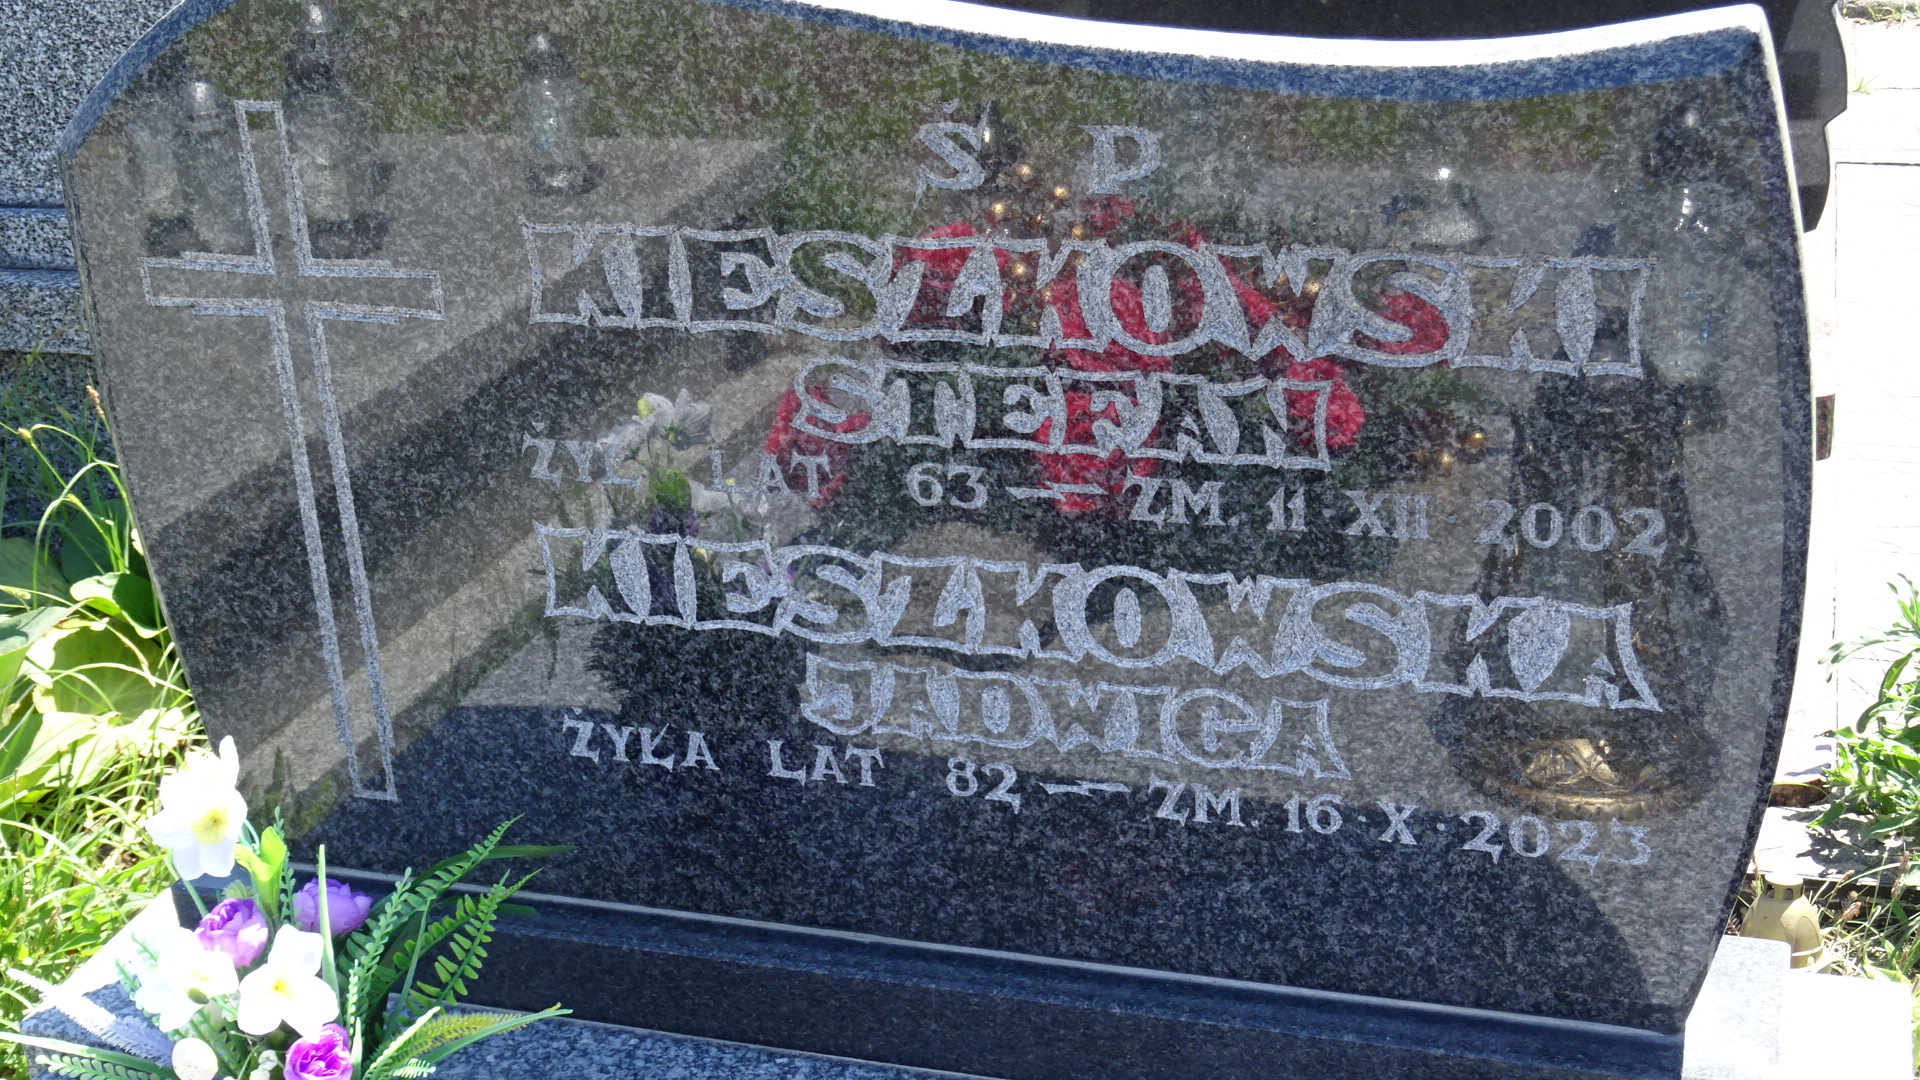 Ś P
KIESZKOWSKI
STEFAN
ŻYŁ LAT 63 — ZM. 11·XII·2002
KIESZKOWSKA
JADWIGA
ŻYŁA LAT 82 — ZM. 16·X·2023